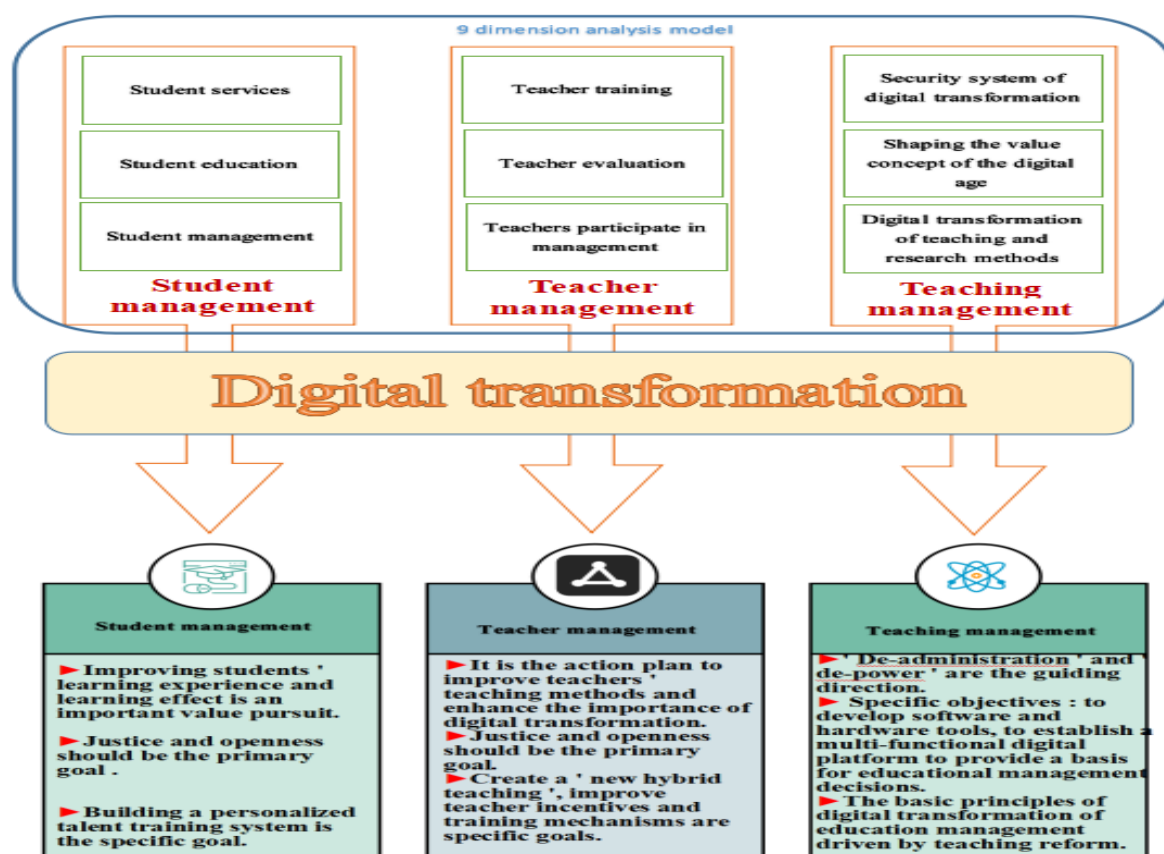 9 dimension analysis model
Student services
Student education
Student management
Student
management
Teacher training
Teacher evaluation
Teachers participate in
management
Teacher
management
Security system of
digital transformation
Shaping the value
concept of the digital
age
Digital transformation
of teaching and
research methods
Teaching
management
Digital transformation
Student management
►Improving students '
learning experience and
learning effect is an
important value pursuit.
►Justice and openness
should be the primary
goal .
►Building a personalized
talent training system is
the specific goal.
Teacher management
►It is the action plan to
improve teachers '
teaching methods and
enhance the importance of
digital transformation.
►Justice and openness
should be the primary
goal.
►Create a ' new hybrid
teaching ', improve
teacher incentives and
training mechanisms are
specific goals.
Teaching management
►' De-administration ' and '
de-power ' are the guiding
direction.
►Specific objectives : to
develop software and
hardware tools, to establish a
multi-functional digital
platform to provide a basis
for educational management
decisions.
►The basic principles of
digital transformation of
education management
driven by teaching reform.